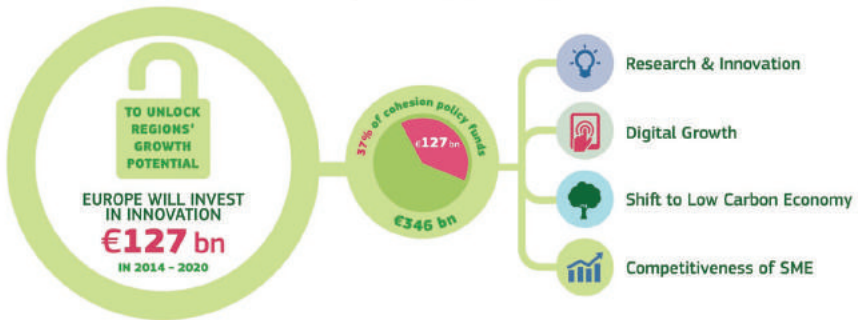 TO UNLOCK
REGIONS'
GROWTH
POTENTIAL
EUROPE WILL INVEST
IN INNOVATION
€127 bn
IN 2014 – 2020
37% of cohesion policy funds
€127 bn
€346 bn
Research & Innovation
Digital Growth
Shift to Low Carbon Economy
Competitiveness of SME